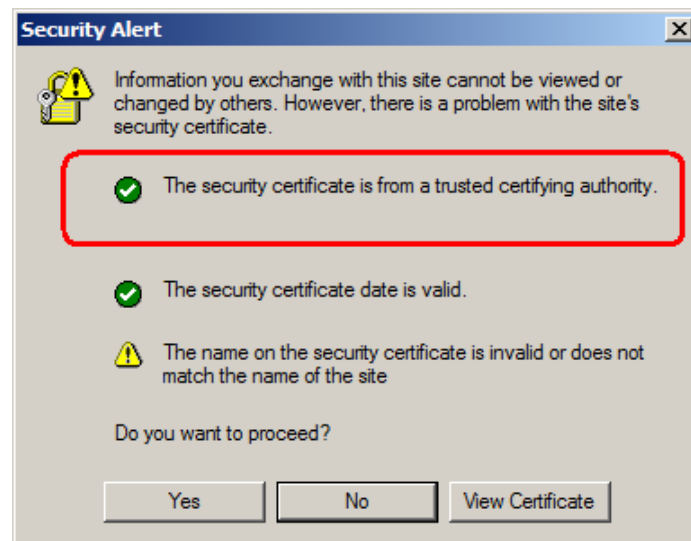 Security Alert
Information you exchange with this site cannot be viewed or
changed by others. However, there is a problem with the site's
security certificate.
The security certificate is from a trusted certifying authority.
The security certificate date is valid.
The name on the security certificate is invalid or does not
match the name of the site
Do you want to proceed?
Yes No View Certificate